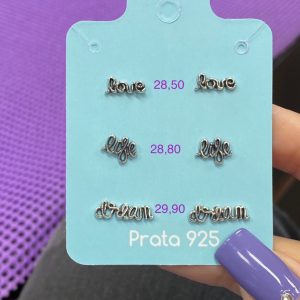 love 28,50 love
life 28,80 life
dream 29,90 dream
Prata 925